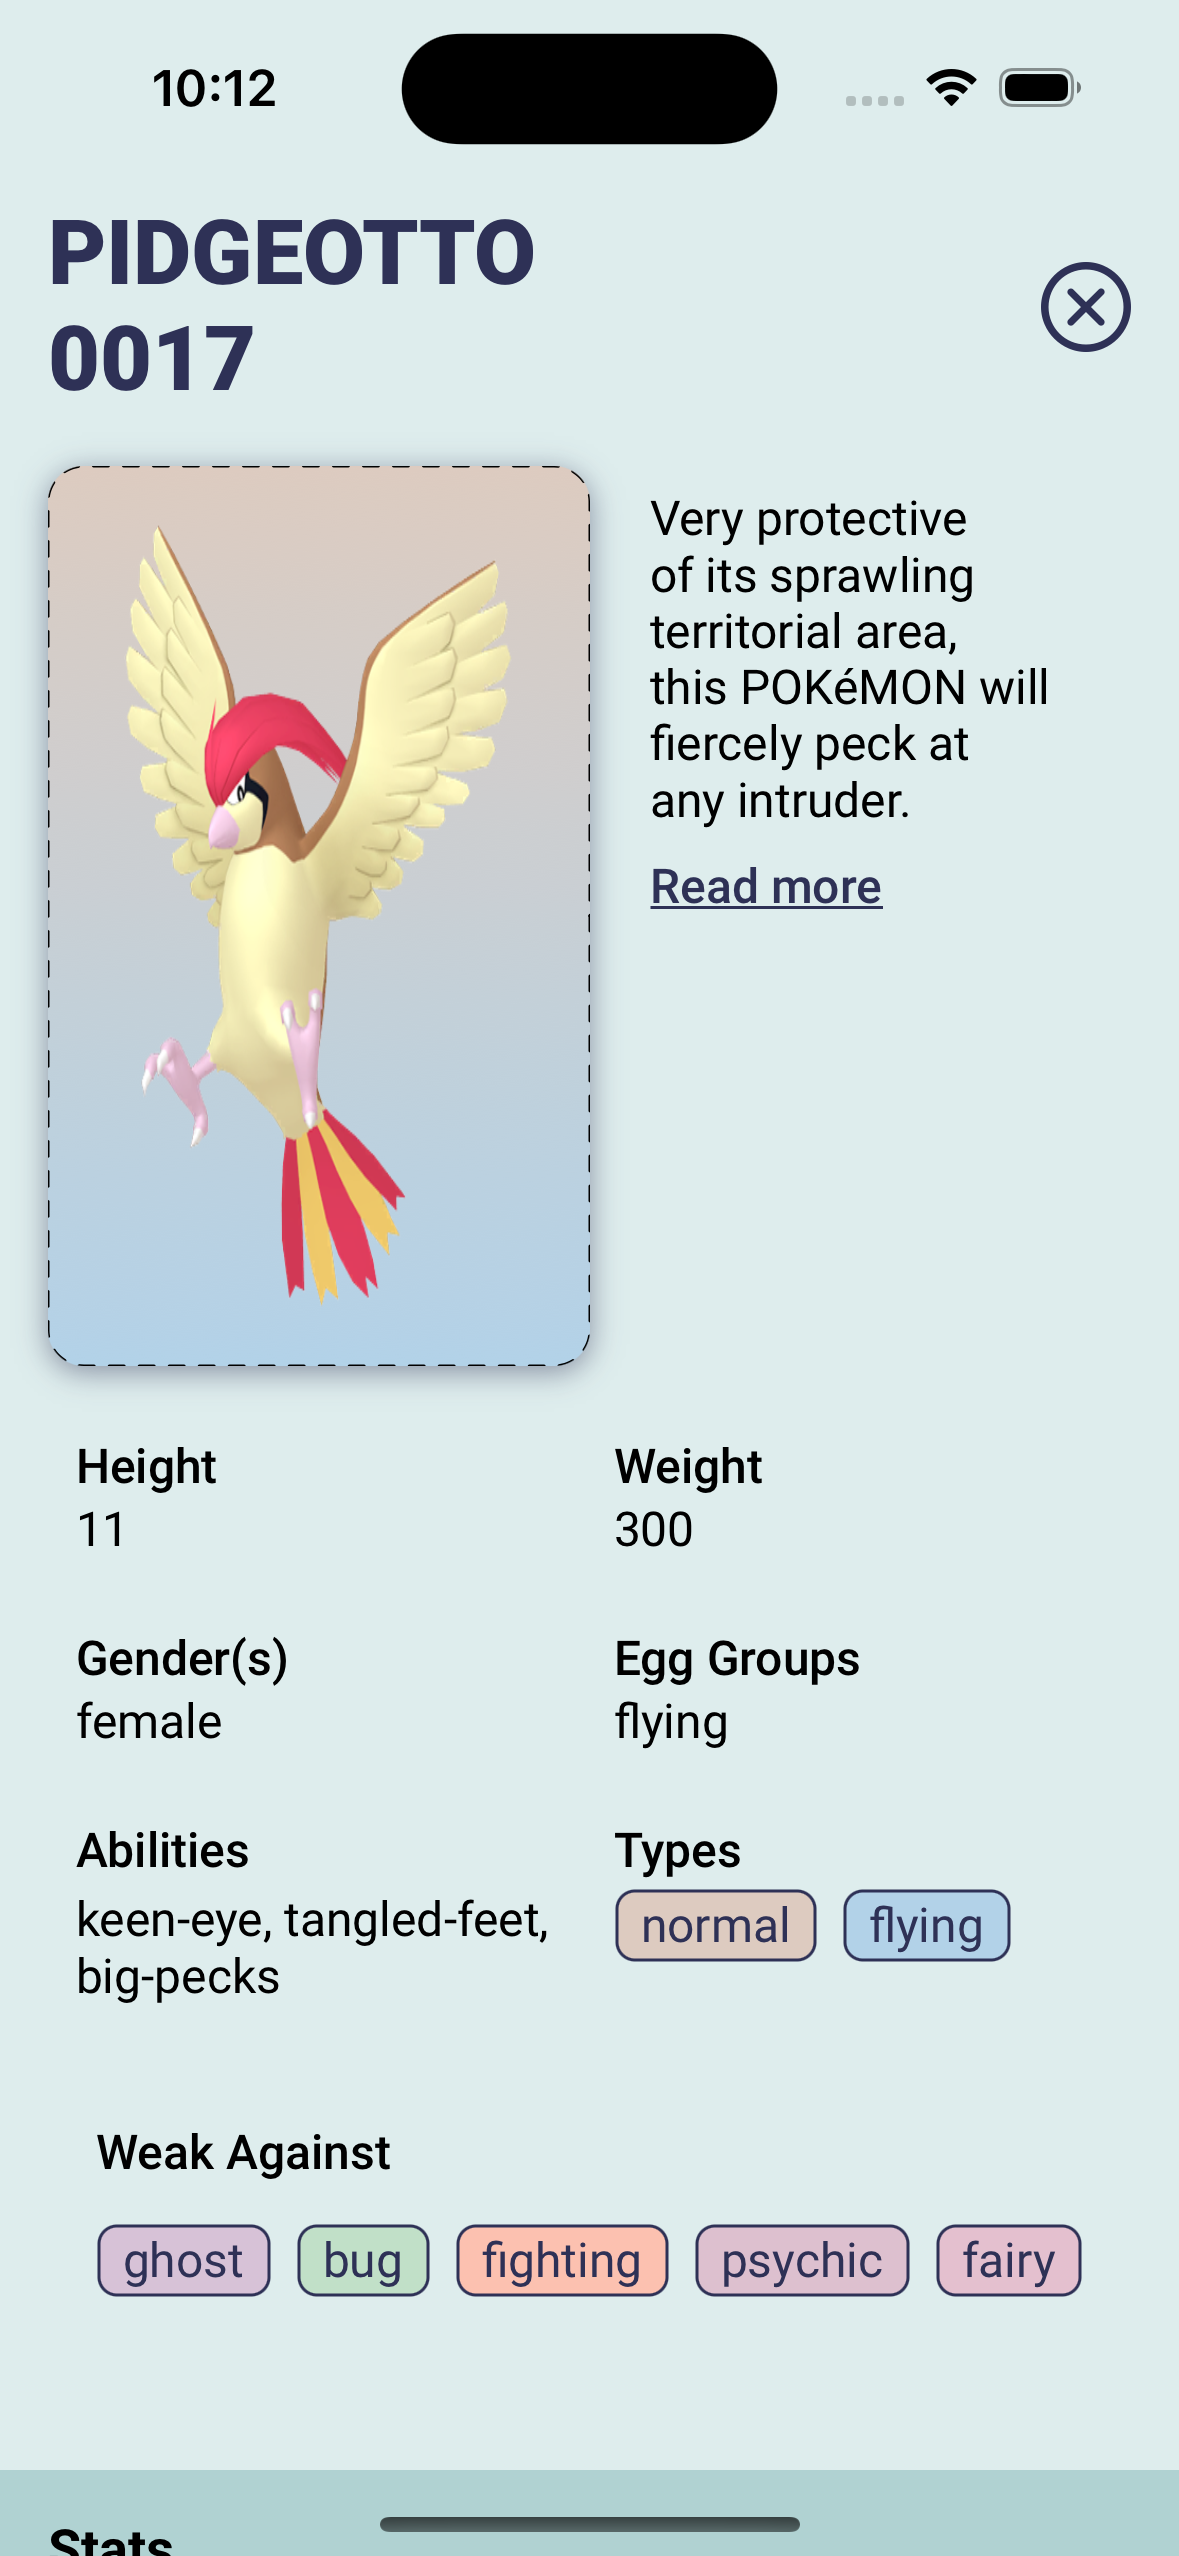 10:12
PIDGEOTTO
0017
Very protective
of its sprawling
territorial area,
this POKéMON will
fiercely peck at
any intruder.
Read more
Height
11
Weight
300
Gender(s)
female
Egg Groups
flying
Abilities
keen-eye, tangled-feet,
big-pecks
Types
normal flying
Weak Against
ghost bug fighting psychic fairy
Stats